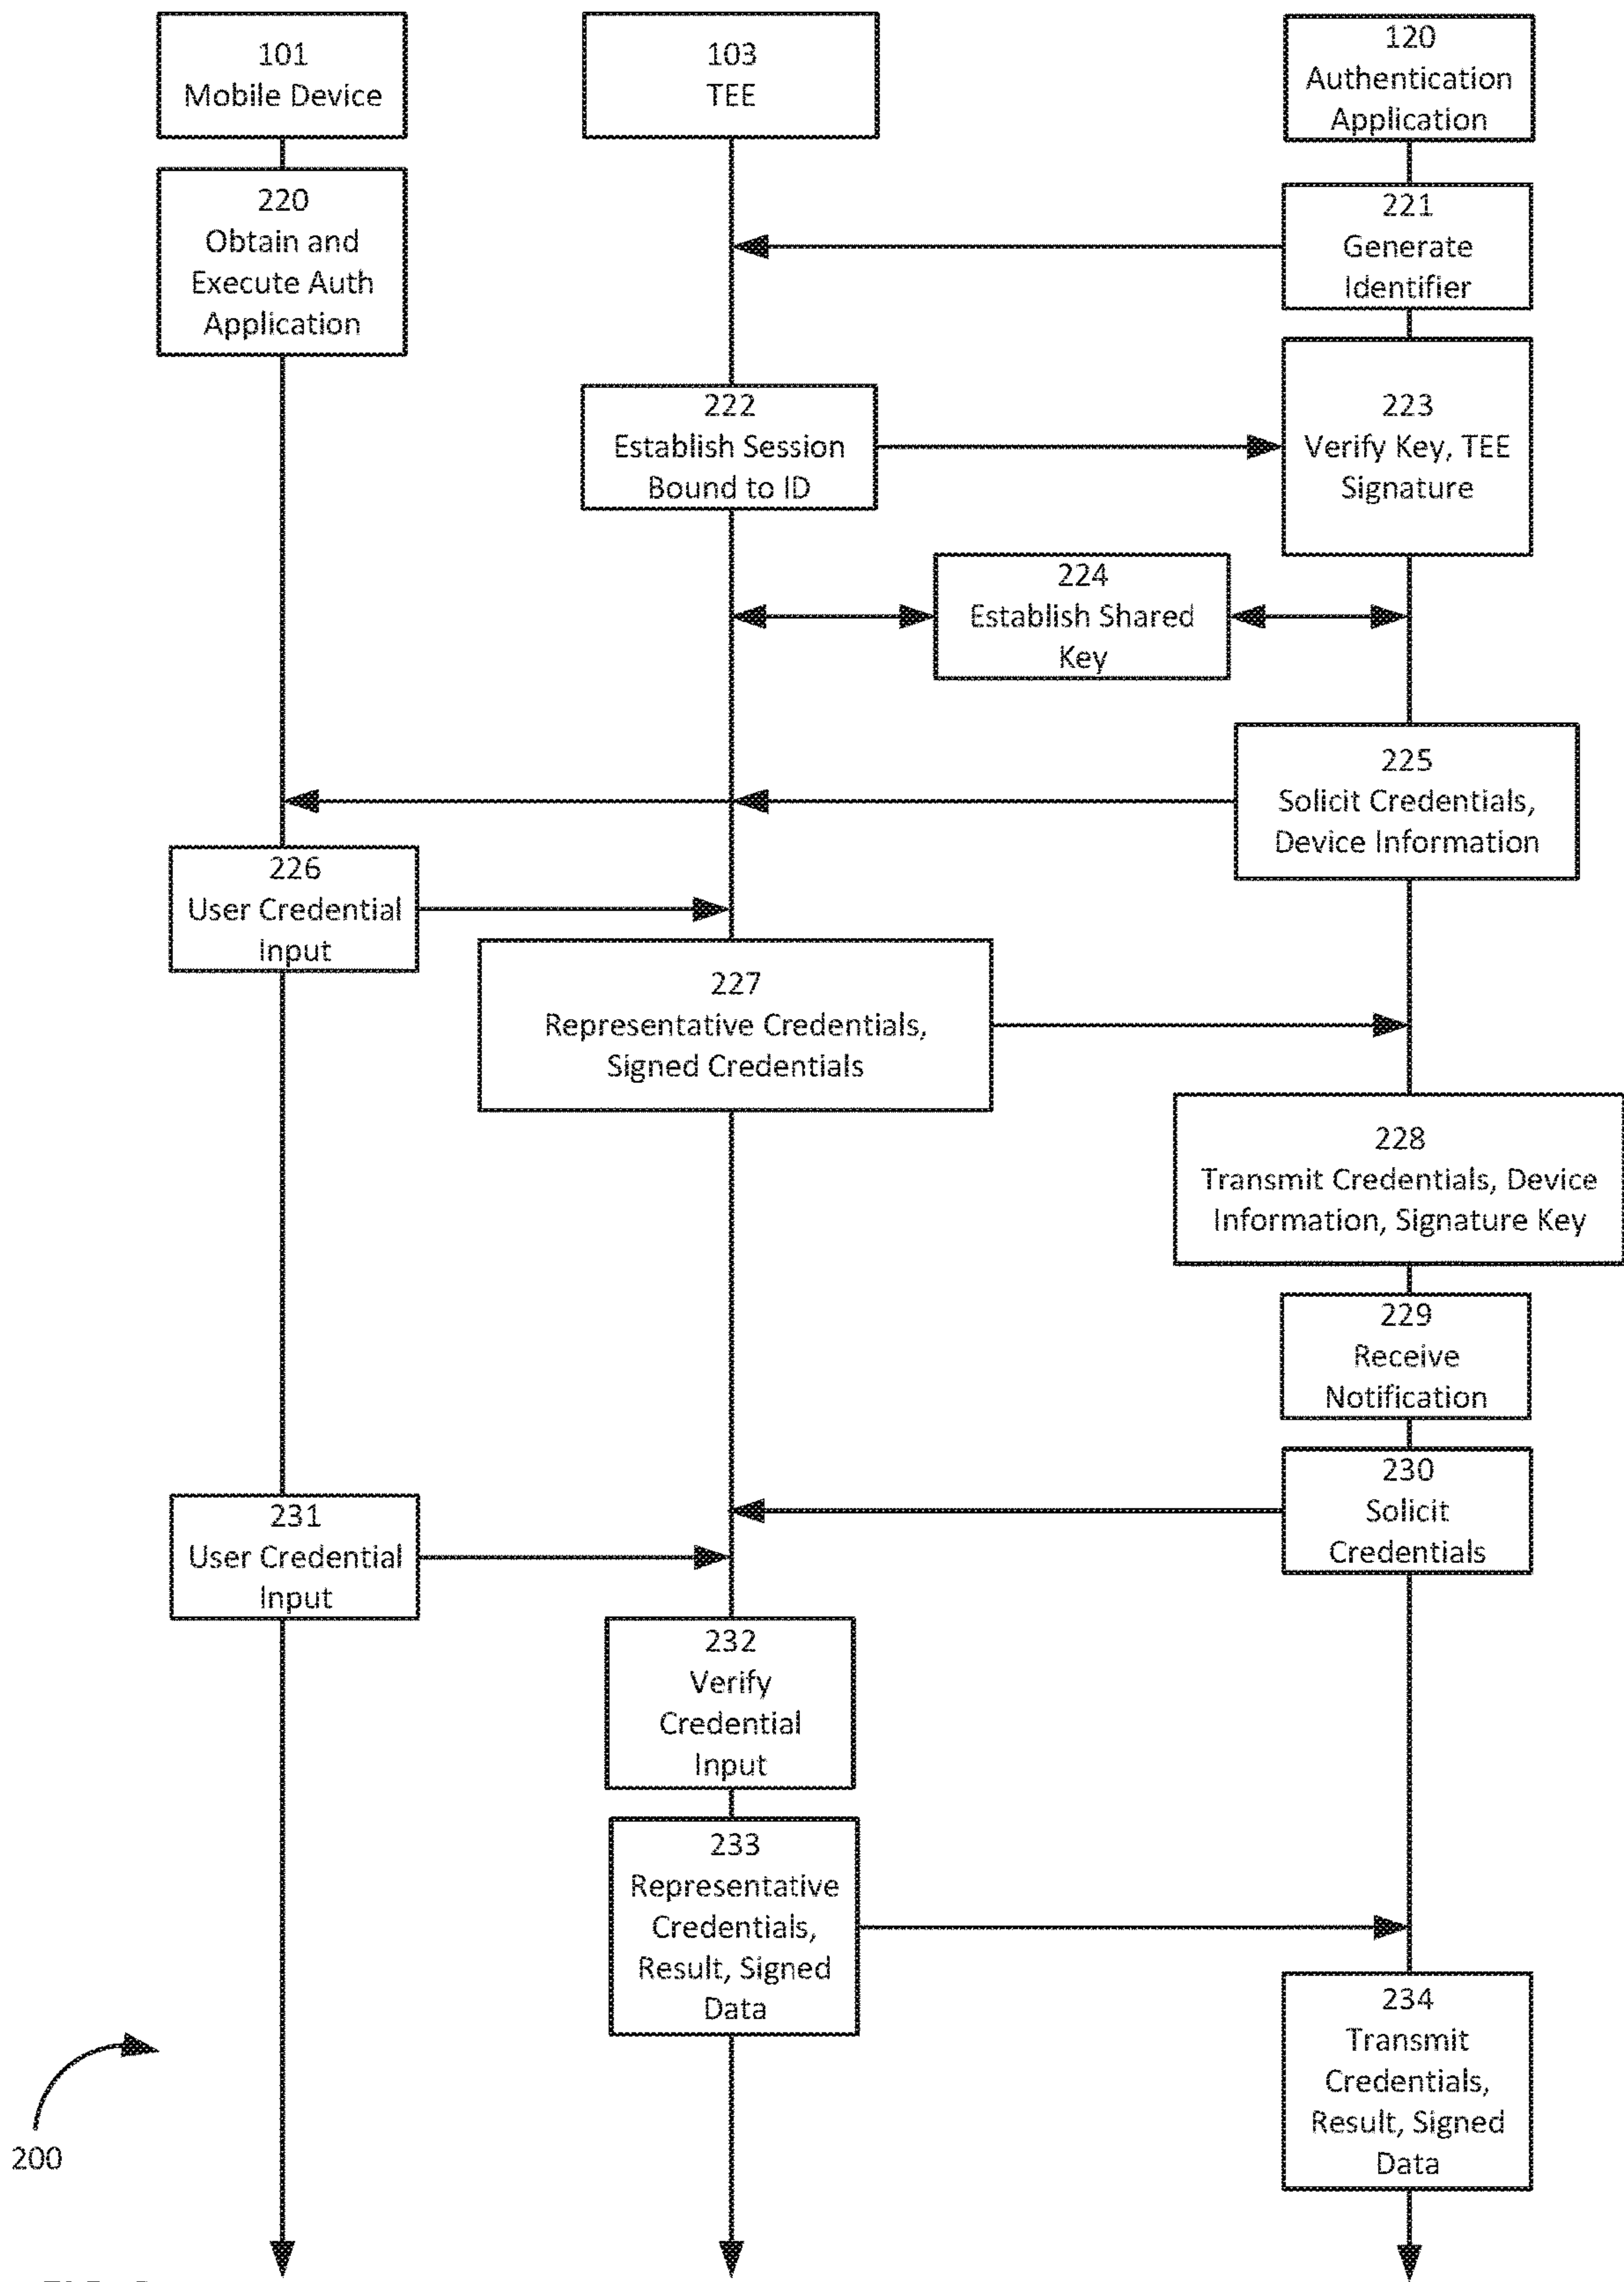 101
Mobile Device
103
TEE
120
Authentication
Application
220
Obtain and
Execute Auth
Application
221
Generate
Identifier
222
Establish Session
Bound to ID
223
Verify Key, TEE
Signature
224
Establish Shared
Key
225
Solicit Credentials,
Device Information
226
User Credential
Input
227
Representative Credentials,
Signed Credentials
228
Transmit Credentials, Device
Information, Signature Key
229
Receive
Notification
230
Solicit
Credentials
231
User Credential
Input
232
Verify
Credential
Input
233
Representative
Credentials,
Result, Signed
Data
234
Transmit
Credentials,
Result, Signed
Data
200